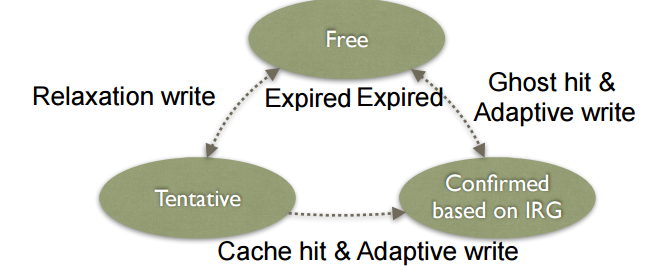 Free
Relaxation write
Expired Expired
Ghost hit &
Adaptive write
Tentative
Confirmed
based on IRG
Cache hit & Adaptive write